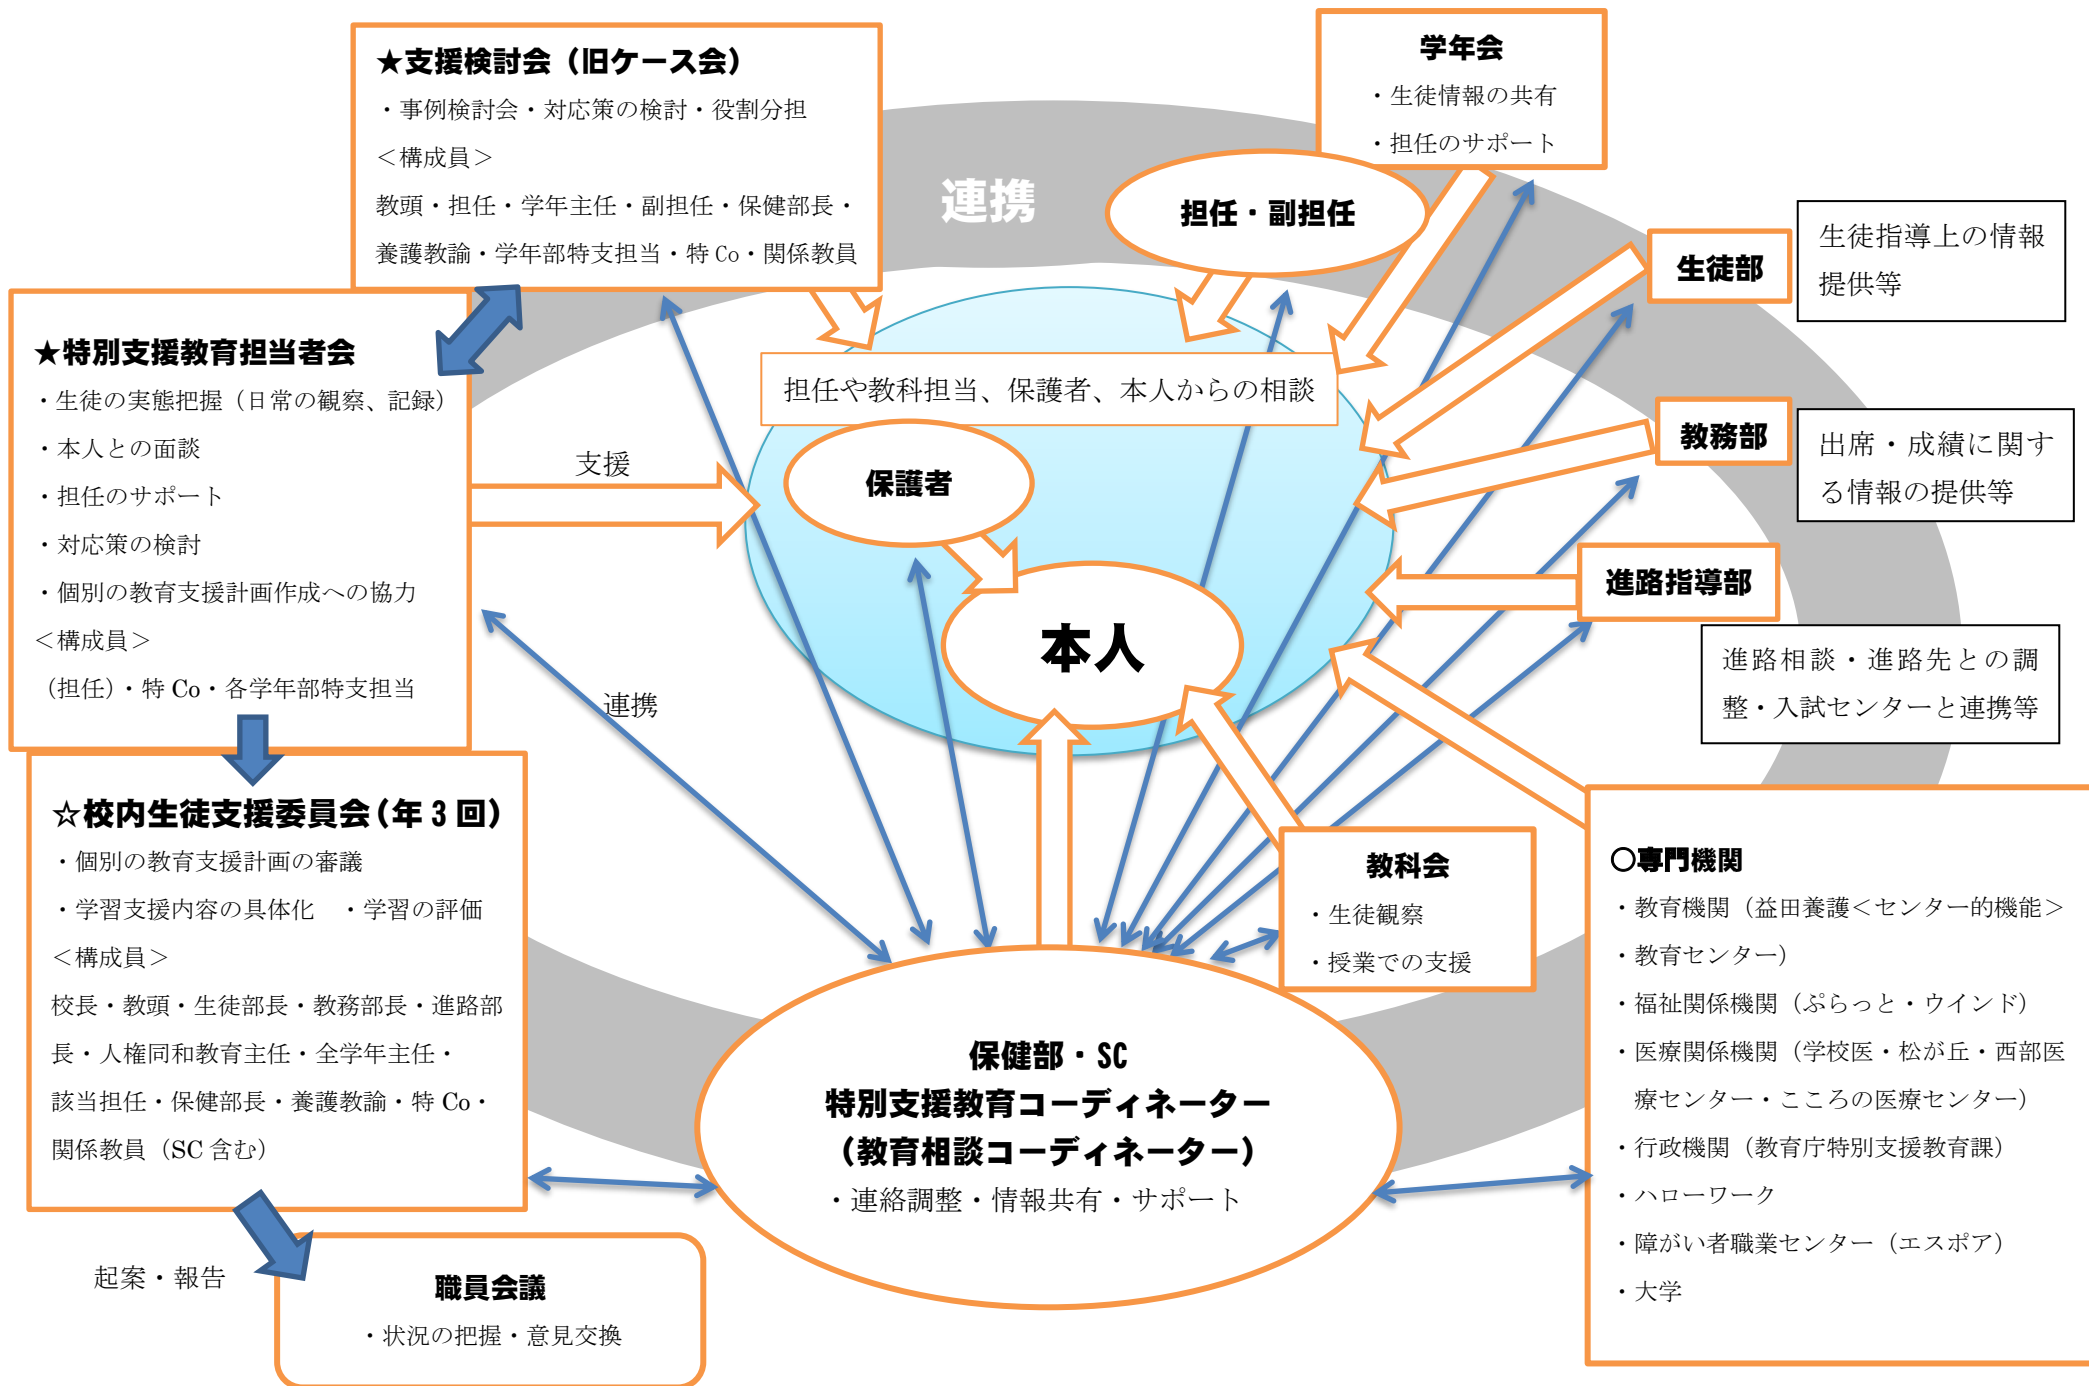 ★支援検討会（旧ケース会）
・事例検討会・対応策の検討・役割分担
＜構成員＞
教頭・担任・学年主任・副担任・保健部長・
養護教諭・学年部特支担当・特 Co・関係教員
学年会
・生徒情報の共有
・担任のサポート
連携
担任・副担任
生徒部
生徒指導上の情報
提供等
★特別支援教育担当者会
・生徒の実態把握（日常の観察、記録）
・本人との面談
・担任のサポート
・対応策の検討
・個別の教育支援計画作成への協力
＜構成員＞
（担任）・特 Co・各学年部特支担当
担任や教科担当、保護者、本人からの相談
支援
保護者
本人
連携
教務部
出席・成績に関す
る情報の提供等
進路指導部
進路相談・進路先との調
整・入試センターと連携等
☆校内生徒支援委員会（年 3 回）
・個別の教育支援計画の審議
・学習支援内容の具体化　・学習の評価
＜構成員＞
校長・教頭・生徒部長・教務部長・進路部
長・人権同和教育主任・全学年主任・
該当担任・保健部長・養護教諭・特 Co・
関係教員（SC 含む）
教科会
・生徒観察
・授業での支援
○専門機関
・教育機関（益田養護＜センター的機能＞
・教育センター）
・福祉関係機関（ぷらっと・ウインド）
・医療関係機関（学校医・松が丘・西部医
療センター・こころの医療センター）
・行政機関（教育庁特別支援教育課）
・ハローワーク
・障がい者職業センター（エスポア）
・大学
保健部・SC
特別支援教育コーディネーター
（教育相談コーディネーター）
・連絡調整・情報共有・サポート
起案・報告
職員会議
・状況の把握・意見交換